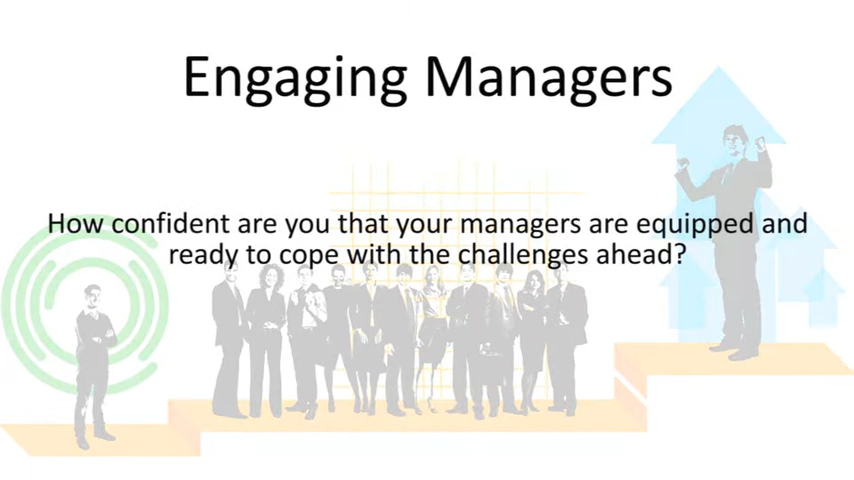 Engaging Managers
How confident are you that your managers are equipped and
ready to cope with the challenges ahead?